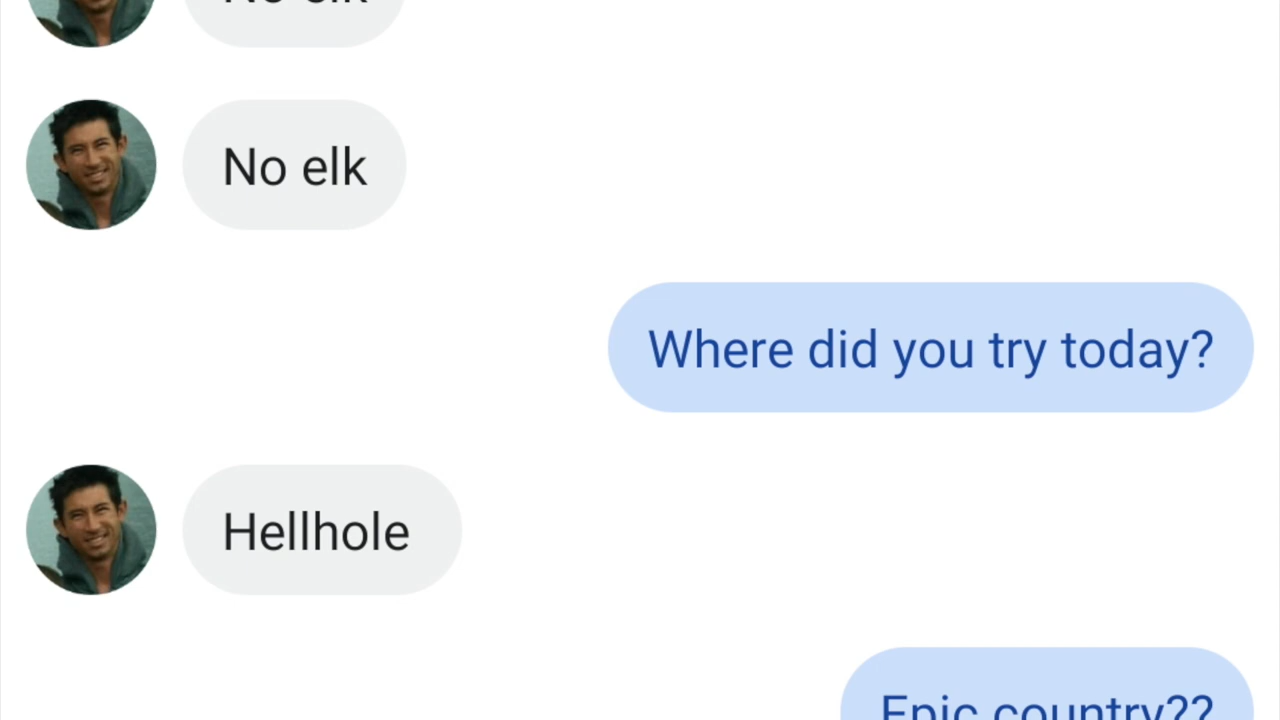 No elk
No elk
Where did you try today?
Hellhole
Epic country??